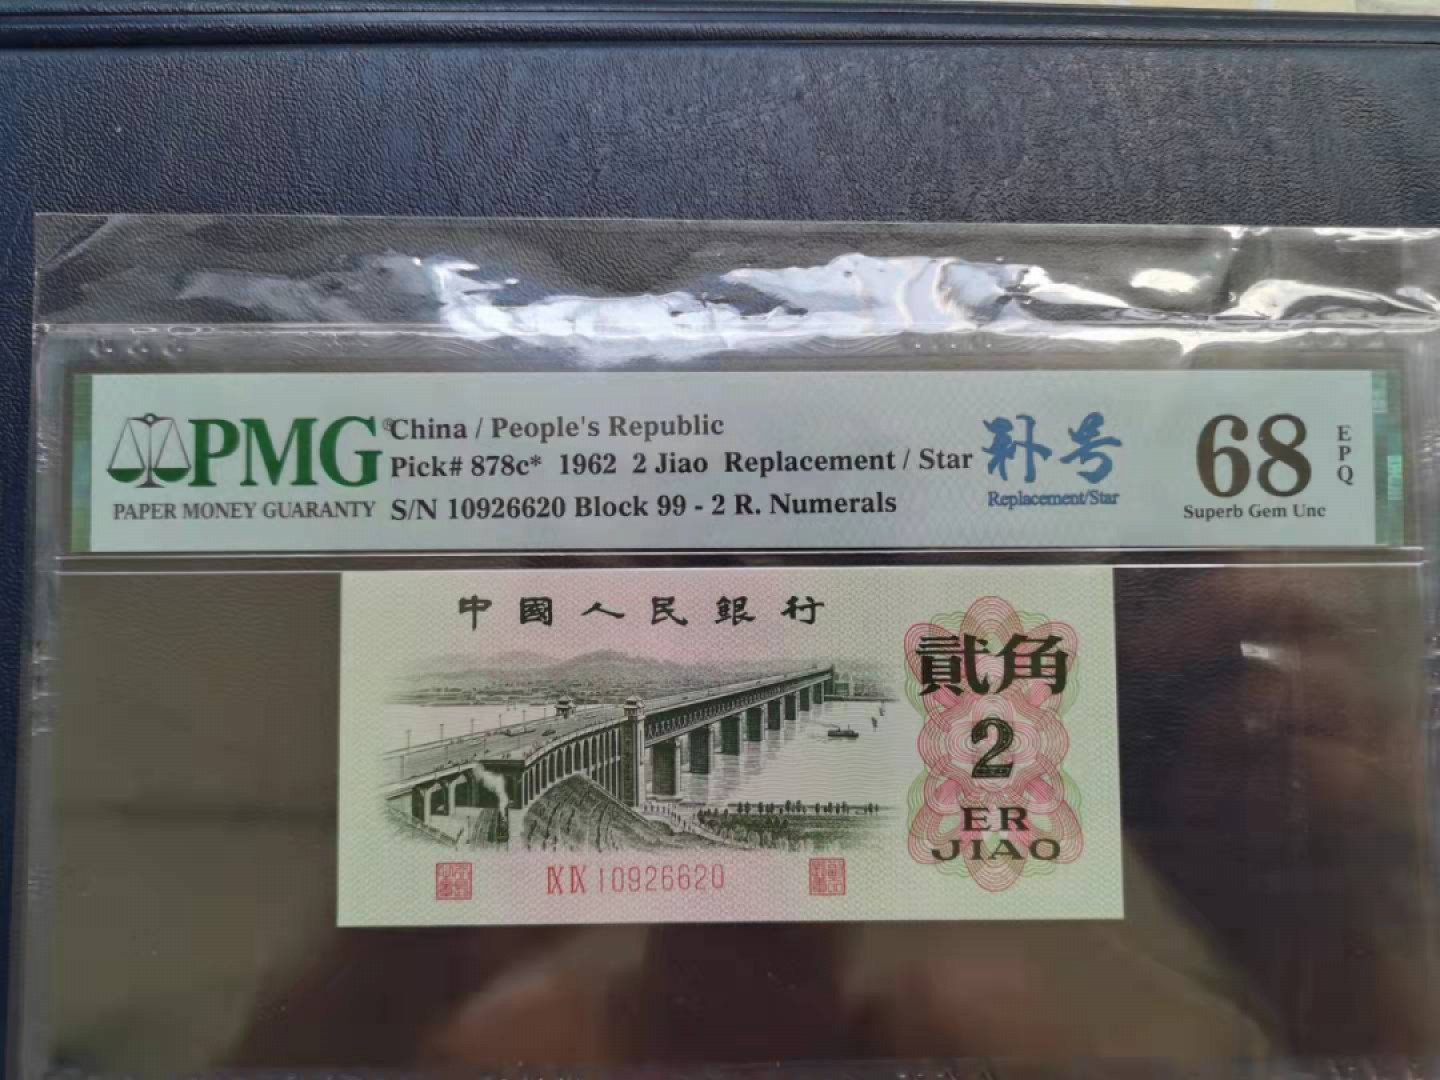 PMG®
PAPER MONEY GUARANTY
China / People's Republic
Pick# 878c* 1962 2 Jiao Replacement / Star
S/N 10926620 Block 99 - 2 R. Numerals
补号
Replacement/Star
68
EPQ
Superb Gem Unc
中國人民銀行
貳角
2
ER
JIAO
ⅨⅨ 10926620